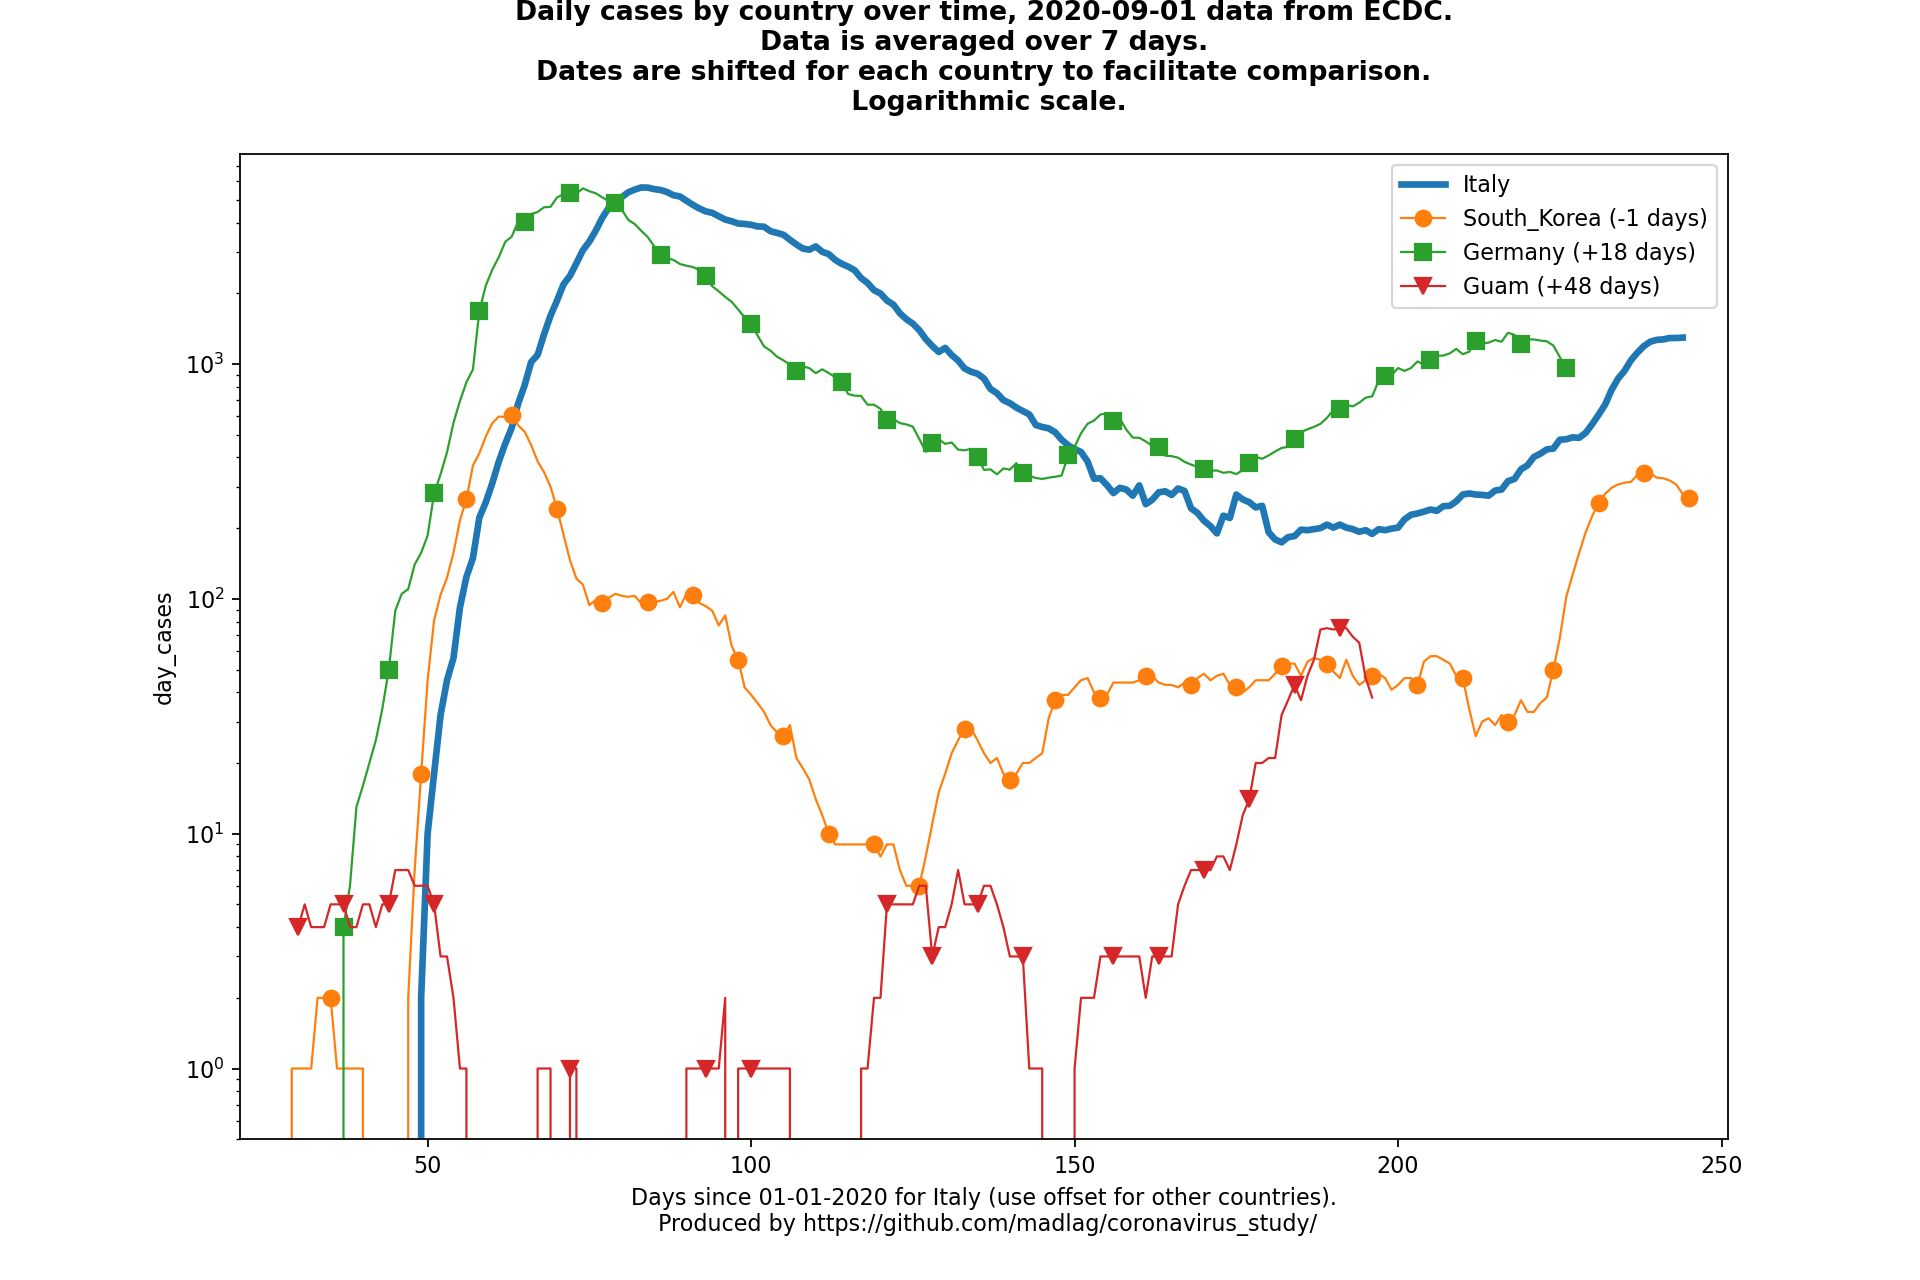 Daily cases by country over time, 2020-09-01 data from ECDC.
Data is averaged over 7 days.
Dates are shifted for each country to facilitate comparison.
Logarithmic scale.
Italy
South_Korea (-1 days)
Germany (+18 days)
Guam (+48 days)
day_cases
10³
10²
10¹
10⁰
50 100 150 200 250
Days since 01-01-2020 for Italy (use offset for other countries).
Produced by https://github.com/madlag/coronavirus_study/